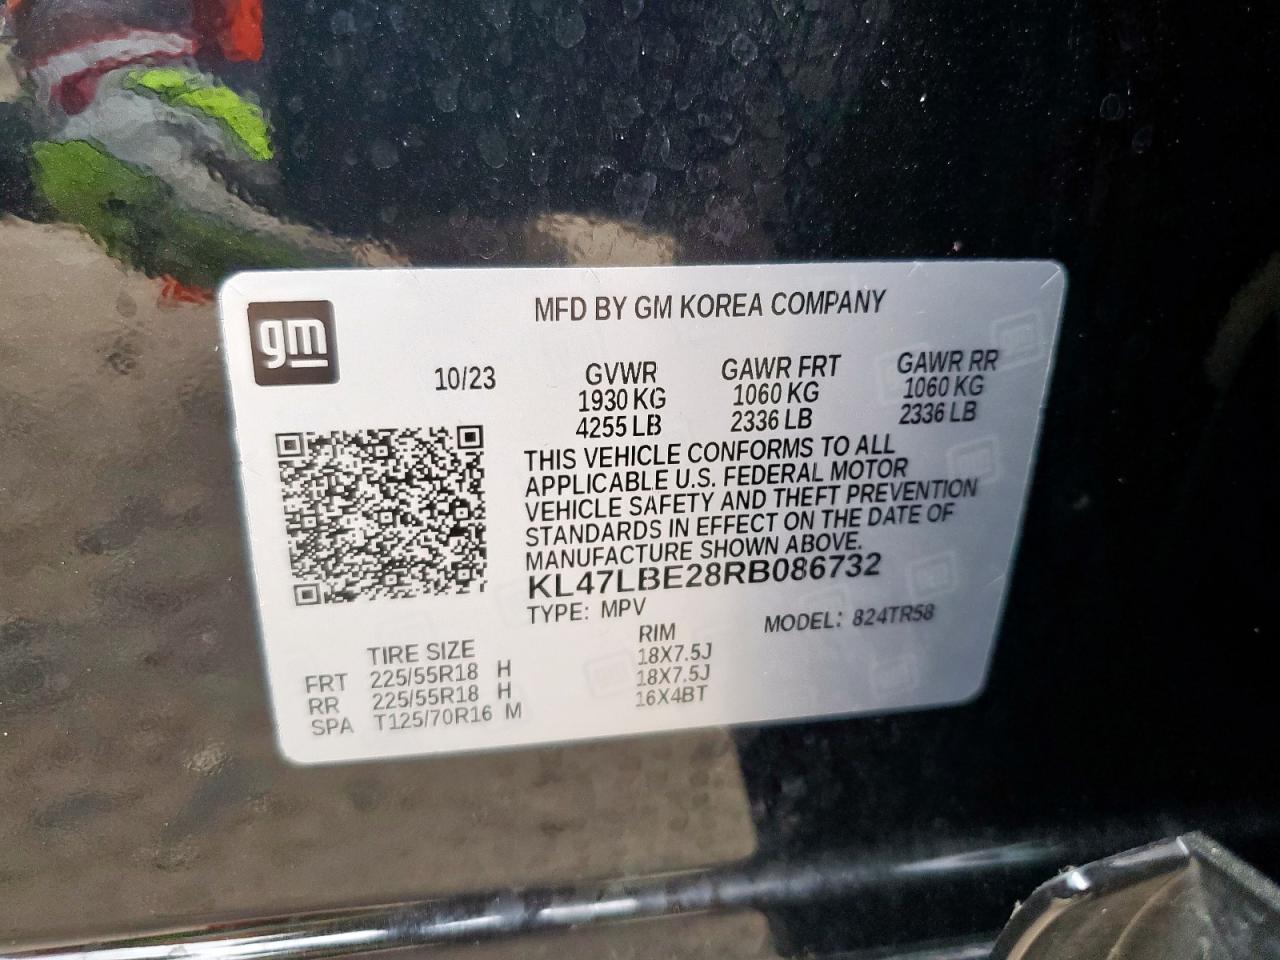 gm
MFD BY GM KOREA COMPANY
10/23
GVWR GAWR FRT GAWR RR
1930 KG 1060 KG 1060 KG
4255 LB 2336 LB 2336 LB
THIS VEHICLE CONFORMS TO ALL
APPLICABLE U.S. FEDERAL MOTOR
VEHICLE SAFETY AND THEFT PREVENTION
STANDARDS IN EFFECT ON THE DATE OF
MANUFACTURE SHOWN ABOVE.
KL47LBE28RB086732
TYPE: MPV MODEL: 824TR58
TIRE SIZE RIM
FRT 225/55R18 H 18X7.5J
RR 225/55R18 H 18X7.5J
SPA T125/70R16 M 16X4BT